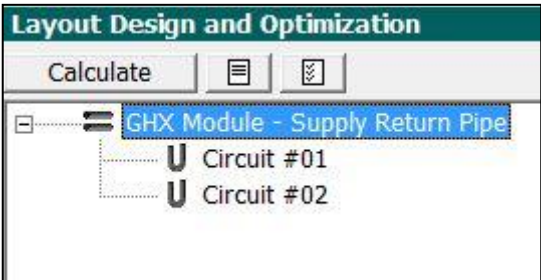 Layout Design and Optimization
Calculate
GHX Module - Supply Return Pipe
Circuit #01
Circuit #02